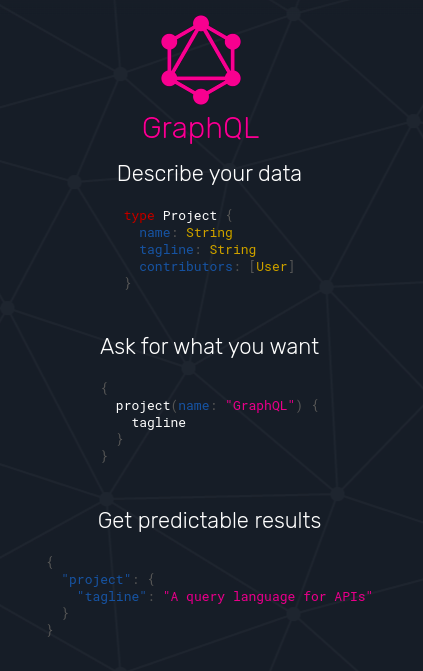 GraphQL
Describe your data
type Project {
  name: String
  tagline: String
  contributors: [User]
}
Ask for what you want
{
  project(name: "GraphQL") {
    tagline
  }
}
Get predictable results
{
  "project": {
    "tagline": "A query language for APIs"
  }
}